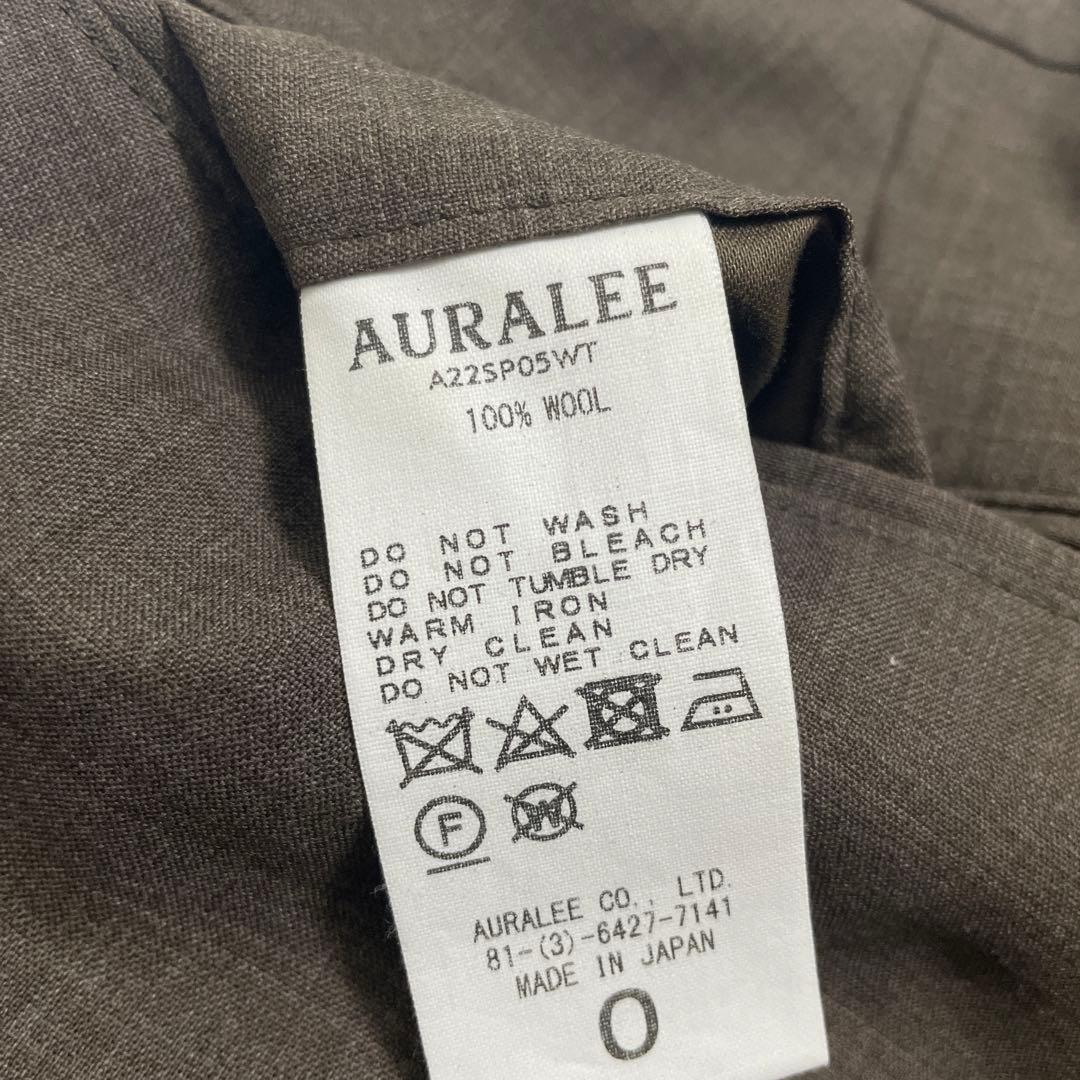 AURALEE
A22SP05WT
100% WOOL
DO NOT WASH
DO NOT BLEACH
DO NOT TUMBLE DRY
WARM IRON
DRY CLEAN
DO NOT WET CLEAN
F W
AURALEE CO., LTD.
81-(3)-6427-7141
MADE IN JAPAN
0